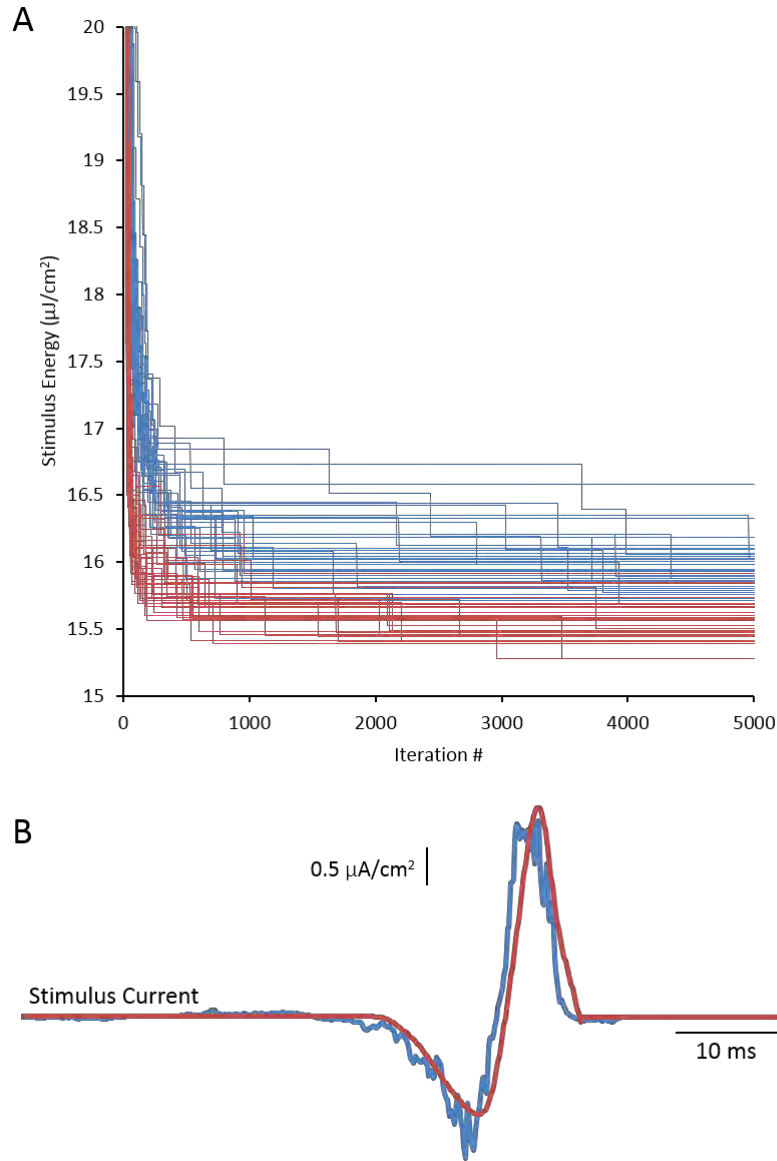 A
20
19.5
19
18.5
18
17.5
17
16.5
16
15.5
15
Stimulus Energy (µJ/cm²)
0 1000 2000 3000 4000 5000
Iteration #
B
0.5 µA/cm²
Stimulus Current
10 ms